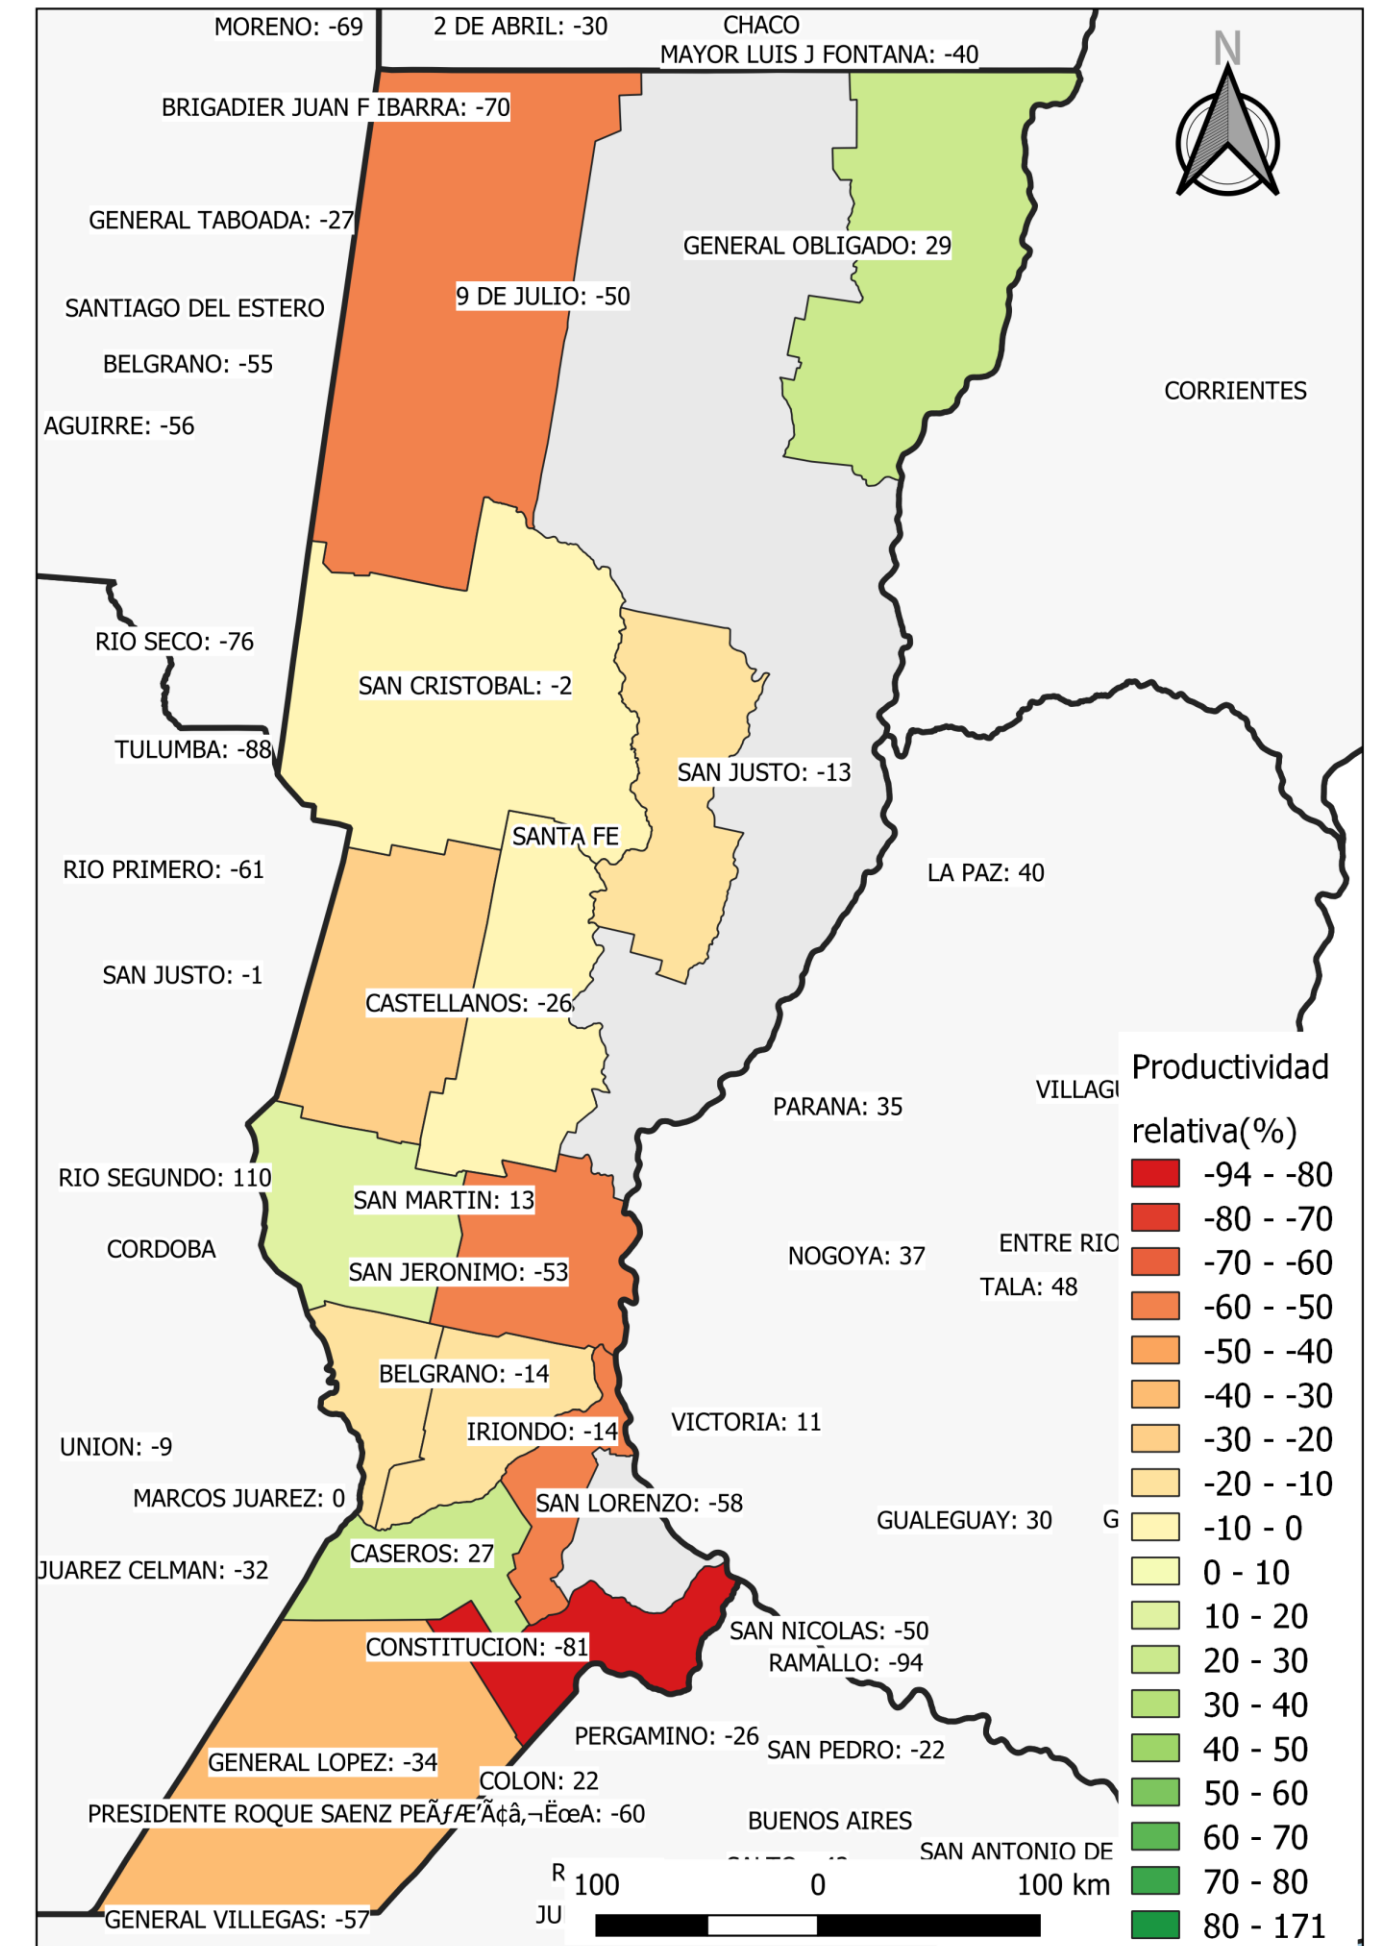 MORENO: -69
2 DE ABRIL: -30
CHACO
MAYOR LUIS J FONTANA: -40
N
BRIGADIER JUAN F IBARRA: -70
GENERAL TABOADA: -27
GENERAL OBLIGADO: 29
9 DE JULIO: -50
SANTIAGO DEL ESTERO
BELGRANO: -55
CORRIENTES
AGUIRRE: -56
RIO SECO: -76
SAN CRISTOBAL: -2
TULUMBA: -88
SAN JUSTO: -13
SANTA FE
RIO PRIMERO: -61
LA PAZ: 40
SAN JUSTO: -1
CASTELLANOS: -26
PARANA: 35
VILLAGU
RIO SEGUNDO: 110
SAN MARTIN: 13
CORDOBA
NOGOYA: 37
ENTRE RIO
SAN JERONIMO: -53
TALA: 48
BELGRANO: -14
VICTORIA: 11
IRIONDO: -14
UNION: -9
MARCOS JUAREZ: 0
SAN LORENZO: -58
GUALEGUAY: 30
G
CASEROS: 27
JUAREZ CELMAN: -32
SAN NICOLAS: -50
CONSTITUCION: -81
RAMALLO: -94
PERGAMINO: -26
SAN PEDRO: -22
GENERAL LOPEZ: -34
COLON: 22
PRESIDENTE ROQUE SAENZ PEÃƒÆ’Ã¢â‚¬ËœA: -60
BUENOS AIRES
SAN ANTONIO DE
R
JU
GENERAL VILLEGAS: -57
100 0 100 km
Productividad
relativa(%)
-94 - -80
-80 - -70
-70 - -60
-60 - -50
-50 - -40
-40 - -30
-30 - -20
-20 - -10
-10 - 0
0 - 10
10 - 20
20 - 30
30 - 40
40 - 50
50 - 60
60 - 70
70 - 80
80 - 171